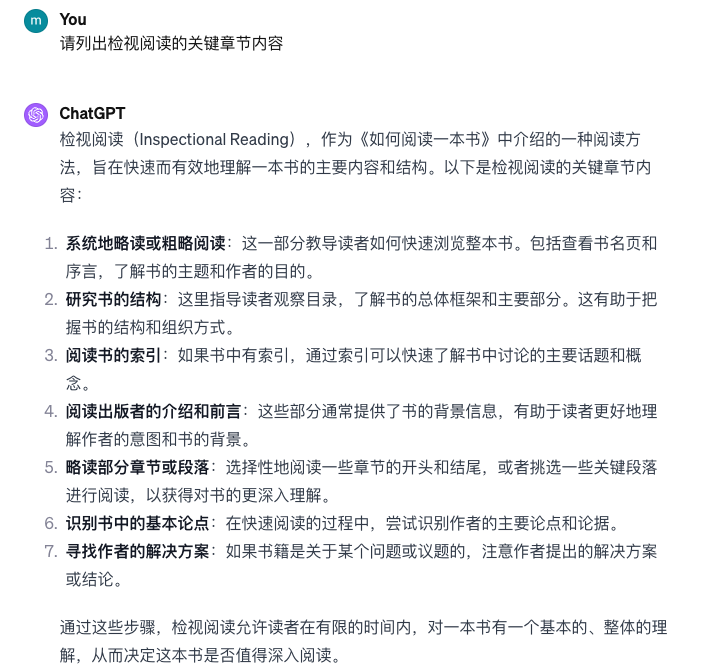 m You
请列出检视阅读的关键章节内容
ChatGPT
检视阅读（Inspectional Reading），作为《如何阅读一本书》中介绍的一种阅读方
法，旨在快速而有效地理解一本书的主要内容和结构。以下是检视阅读的关键章节内
容：
1. 系统地略读或粗略阅读：这一部分教导读者如何快速浏览整本书。包括查看书名页和
序言，了解书的主题和作者的目的。
2. 研究书的结构：这里指导读者观察目录，了解书的总体框架和主要部分。这有助于把
握书的结构和组织方式。
3. 阅读书的索引：如果书中有索引，通过索引可以快速了解书中讨论的主要话题和概
念。
4. 阅读出版者的介绍和前言：这些部分通常提供了书的背景信息，有助于读者更好地理
解作者的意图和书的背景。
5. 略读部分章节或段落：选择性地阅读一些章节的开头和结尾，或者挑选一些关键段落
进行阅读，以获得对书的更深入理解。
6. 识别书中的基本论点：在快速阅读的过程中，尝试识别作者的主要论点和论据。
7. 寻找作者的解决方案：如果书籍是关于某个问题或议题的，注意作者提出的解决方案
或结论。
通过这些步骤，检视阅读允许读者在有限的时间内，对一本书有一个基本的、整体的理
解，从而决定这本书是否值得深入阅读。